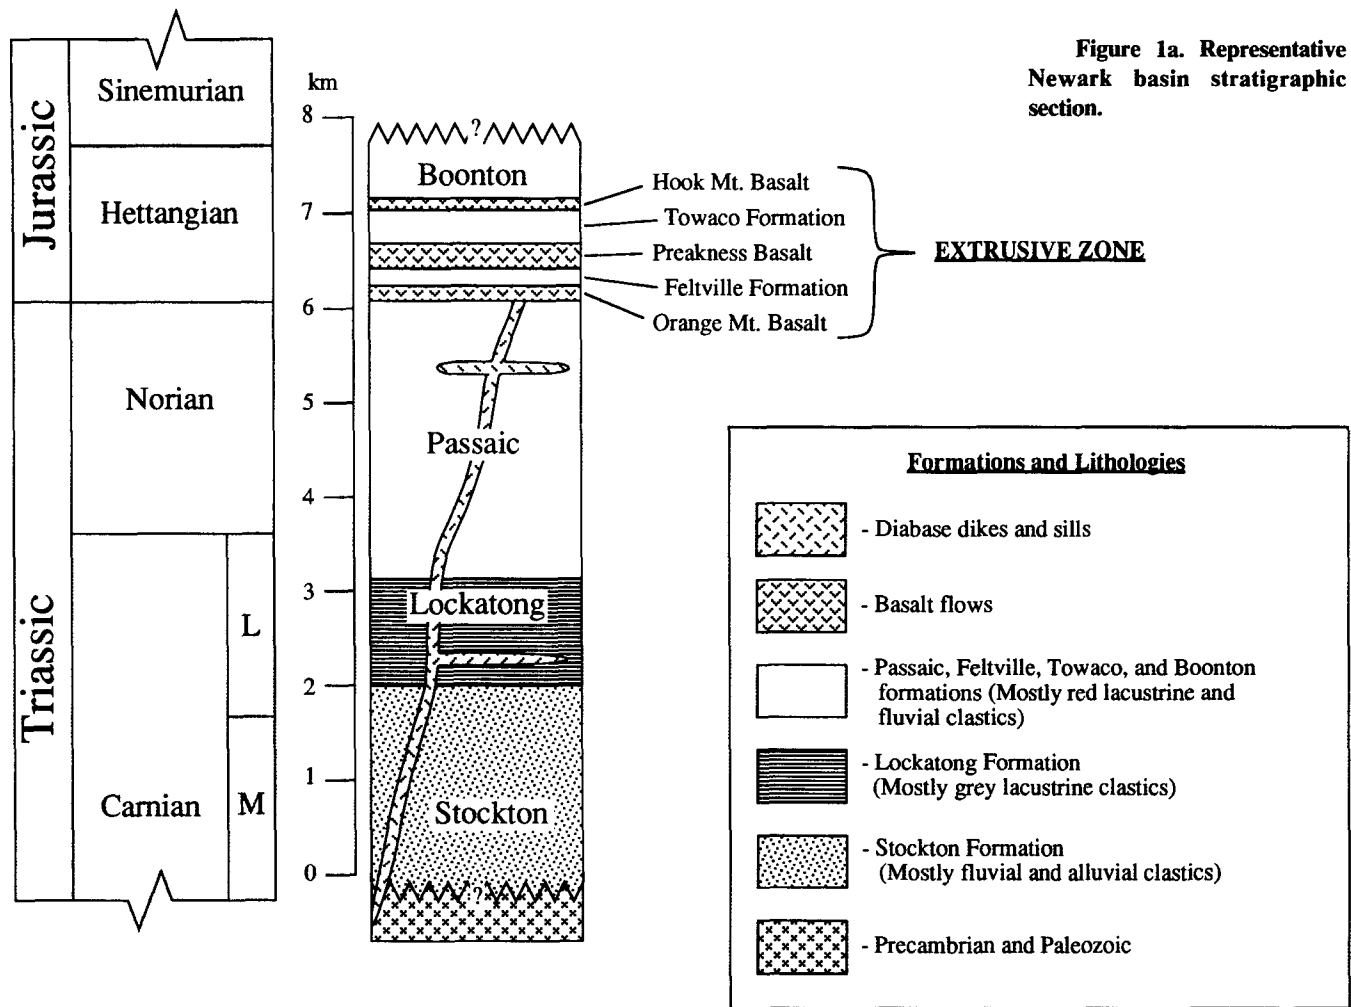 Figure 1a. Representative
Newark basin stratigraphic
section.
Jurassic
Triassic
Sinemurian
Hettangian
Norian
Carnian
L
M
km
8
7
6
5
4
3
2
1
0
?
Boonton
Passaic
Lockatong
Stockton
?
Hook Mt. Basalt
Towaco Formation
Preakness Basalt
Feltville Formation
Orange Mt. Basalt
EXTRUSIVE ZONE
Formations and Lithologies
- Diabase dikes and sills
- Basalt flows
- Passaic, Feltville, Towaco, and Boonton
formations (Mostly red lacustrine and
fluvial clastics)
- Lockatong Formation
(Mostly grey lacustrine clastics)
- Stockton Formation
(Mostly fluvial and alluvial clastics)
- Precambrian and Paleozoic